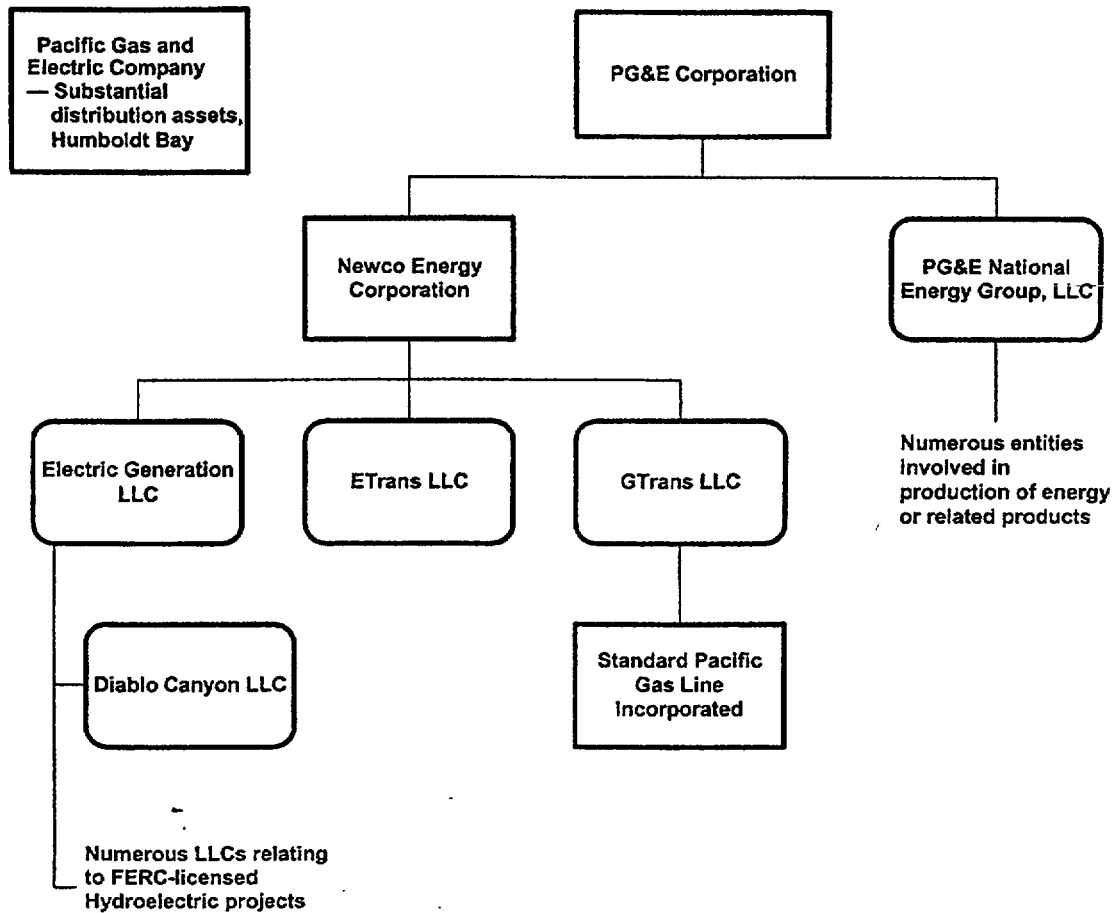 Pacific Gas and
Electric Company
— Substantial
distribution assets,
Humboldt Bay
PG&E Corporation
Newco Energy
Corporation
PG&E National
Energy Group, LLC
Electric Generation
LLC
ETrans LLC
GTrans LLC
Numerous entities
involved in
production of energy
or related products
Diablo Canyon LLC
Standard Pacific
Gas Line
Incorporated
Numerous LLCs relating
to FERC-licensed
Hydroelectric projects